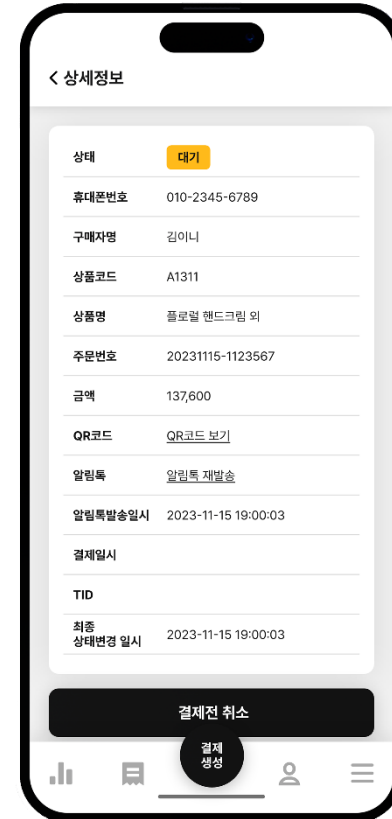 상세정보
상태 대기
휴대폰번호 010-2345-6789
구매자명 김이니
상품코드 A1311
상품명 플로럴 핸드크림 외
주문번호 20231115-1123567
금액 137,600
QR코드 QR코드 보기
알림톡 알림톡 재발송
알림톡발송일시 2023-11-15 19:00:03
결제일시
TID
최종
상태변경 일시 2023-11-15 19:00:03
결제전 취소
결제
생성